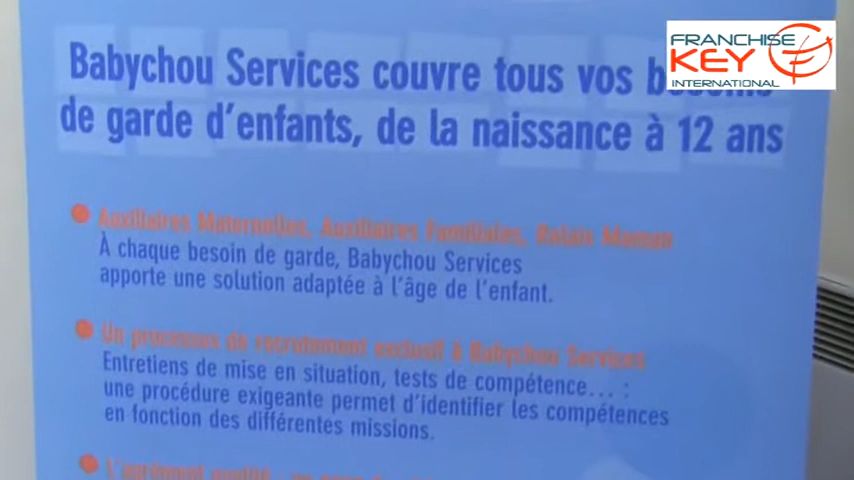 FRANCHISE
KEY
INTERNATIONAL
Babychou Services couvre tous vos besoins
de garde d'enfants, de la naissance à 12 ans
Auxiliaires Maternelles, Auxiliaires Familiales, Relais Maman
À chaque besoin de garde, Babychou Services
apporte une solution adaptée à l'âge de l'enfant.
Un processus de recrutement exclusif à Babychou Services
Entretiens de mise en situation, tests de compétence... :
une procédure exigeante permet d'identifier les compétences
en fonction des différentes missions.
L'agrément qualité :